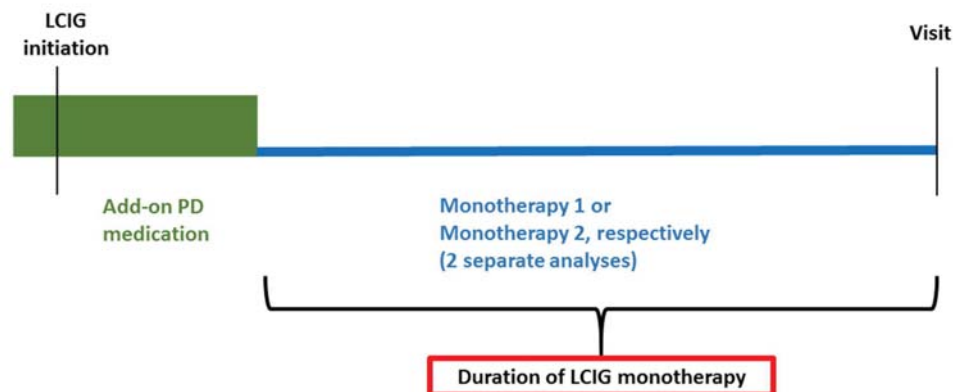 LCIG
initiation
Visit
Add-on PD
medication
Monotherapy 1 or
Monotherapy 2, respectively
(2 separate analyses)
Duration of LCIG monotherapy